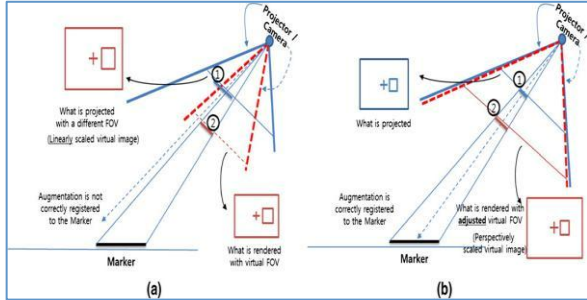 Projector /
Camera
①
②
What is projected
with a different FOV
(Linearly scaled virtual image)
Augmentation is not
correctly registered
to the Marker
What is rendered
with virtual FOV
Marker
(a)
Projector /
Camera
①
②
What is projected
Augmentation is
correctly registered
to the Marker
What is rendered with
adjusted virtual FOV
(Perspectively
scaled virtual image)
Marker
(b)